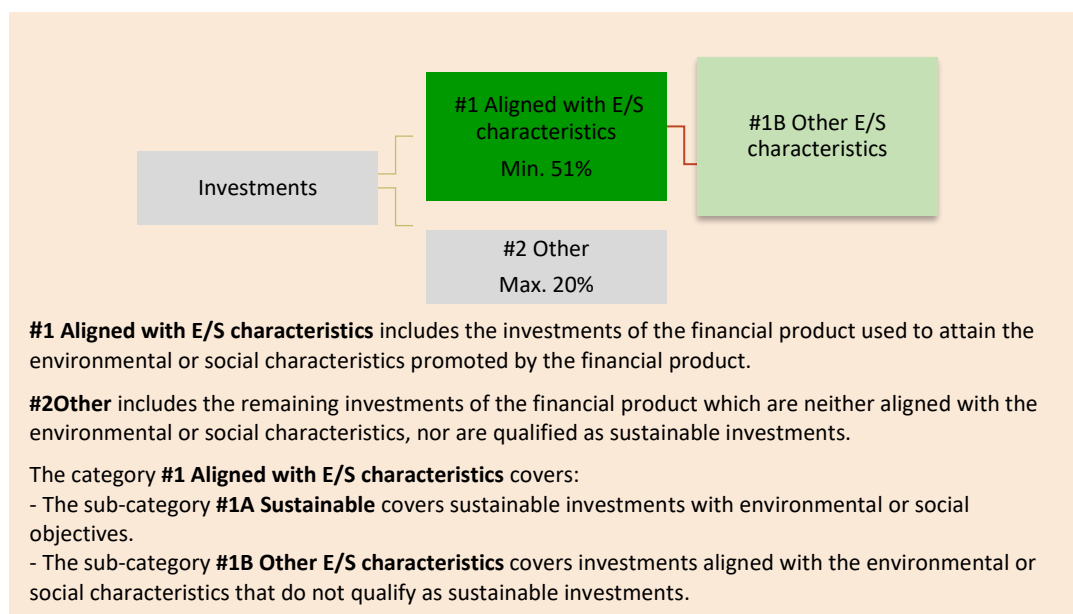 #1 Aligned with E/S
characteristics
Min. 51%
#1B Other E/S
characteristics
Investments
#2 Other
Max. 20%
#1 Aligned with E/S characteristics includes the investments of the financial product used to attain the
environmental or social characteristics promoted by the financial product.
#2Other includes the remaining investments of the financial product which are neither aligned with the
environmental or social characteristics, nor are qualified as sustainable investments.
The category #1 Aligned with E/S characteristics covers:
- The sub-category #1A Sustainable covers sustainable investments with environmental or social
objectives.
- The sub-category #1B Other E/S characteristics covers investments aligned with the environmental or
social characteristics that do not qualify as sustainable investments.